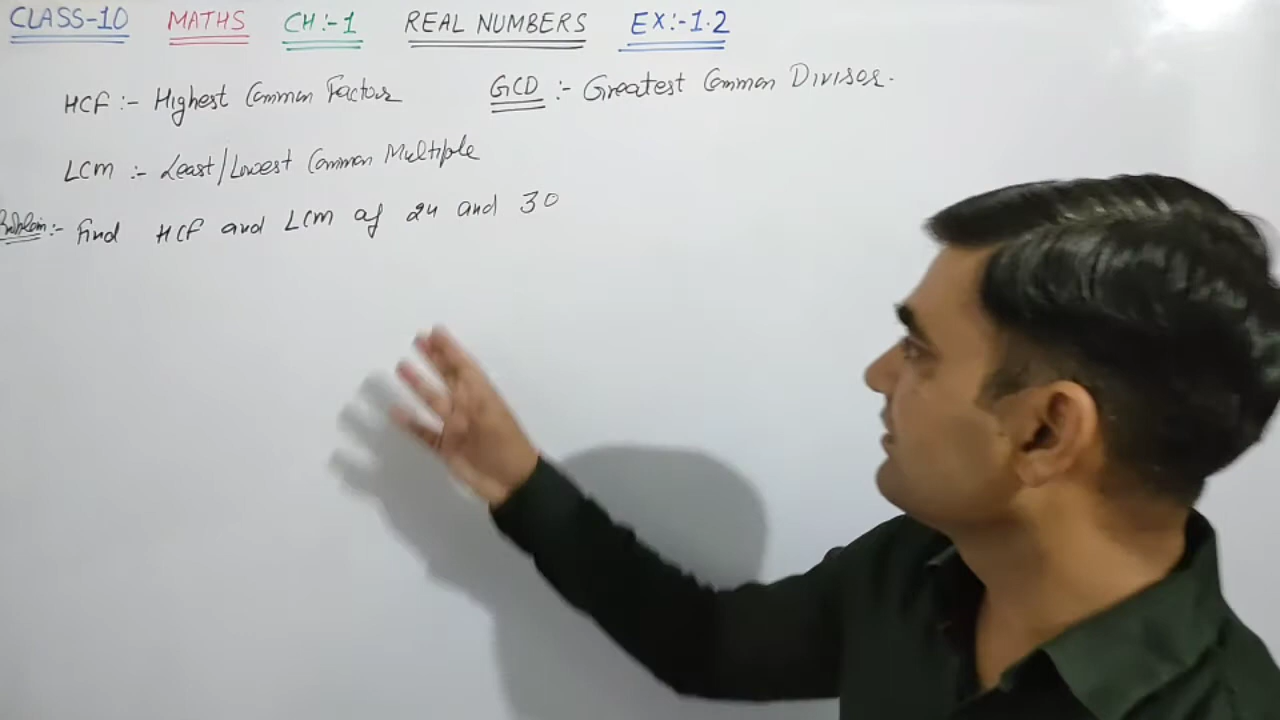 CLASS-10 MATHS CH:-1 REAL NUMBERS EX:-1.2
HCF :- Highest Common Factor GCD :- Greatest Common Divisor.
LCM :- Least/Lowest Common Multiple
Problem:- Find HCF and LCM of 24 and 30